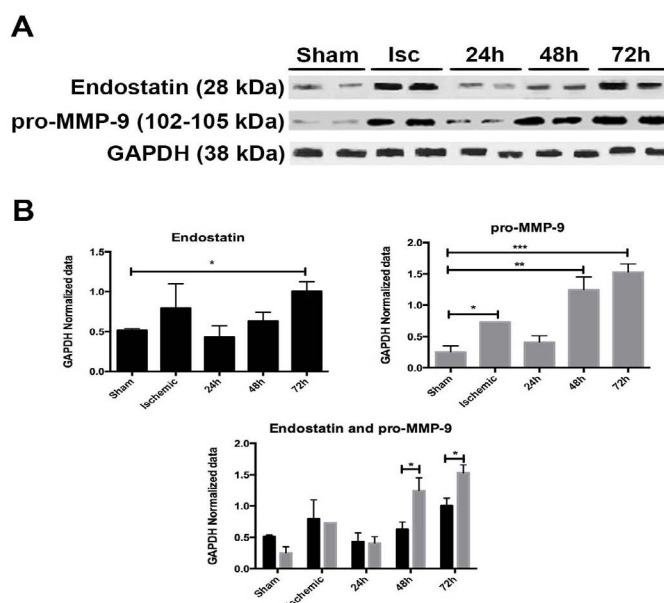 A
Sham Isc 24h 48h 72h
Endostatin (28 kDa)
pro-MMP-9 (102-105 kDa)
GAPDH (38 kDa)
B
Endostatin
GAPDH Normalized data
1.5
1.0
0.5
0.0
*
Sham
Ischemic
24h
48h
72h
pro-MMP-9
GAPDH Normalized data
2.0
1.5
1.0
0.5
0.0
***
**
*
Sham
Ischemic
24h
48h
72h
Endostatin and pro-MMP-9
GAPDH Normalized data
2.0
1.5
1.0
0.5
0.0
*
*
Sham
Ischemic
24h
48h
72h